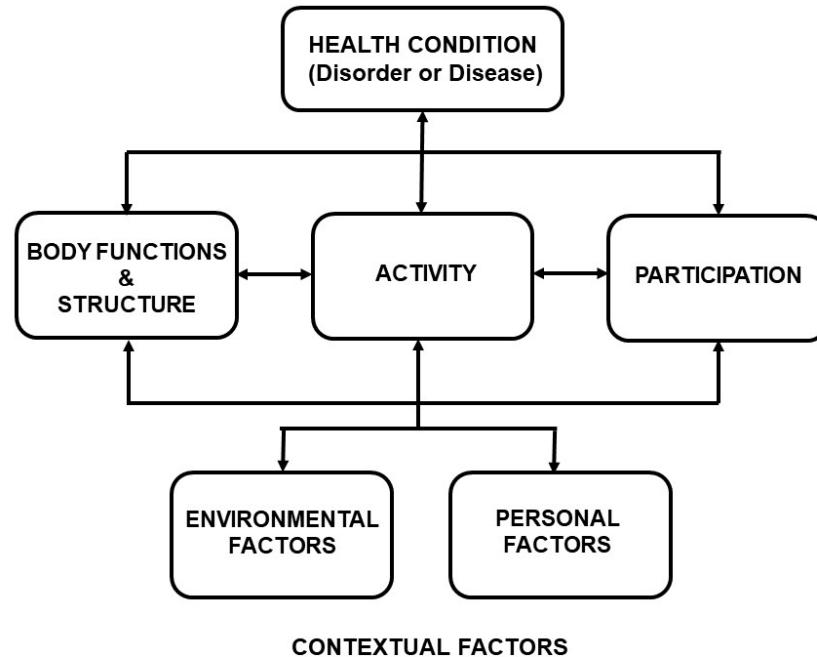 HEALTH CONDITION
(Disorder or Disease)
BODY FUNCTIONS
&
STRUCTURE
ACTIVITY
PARTICIPATION
ENVIRONMENTAL
FACTORS
PERSONAL
FACTORS
CONTEXTUAL FACTORS